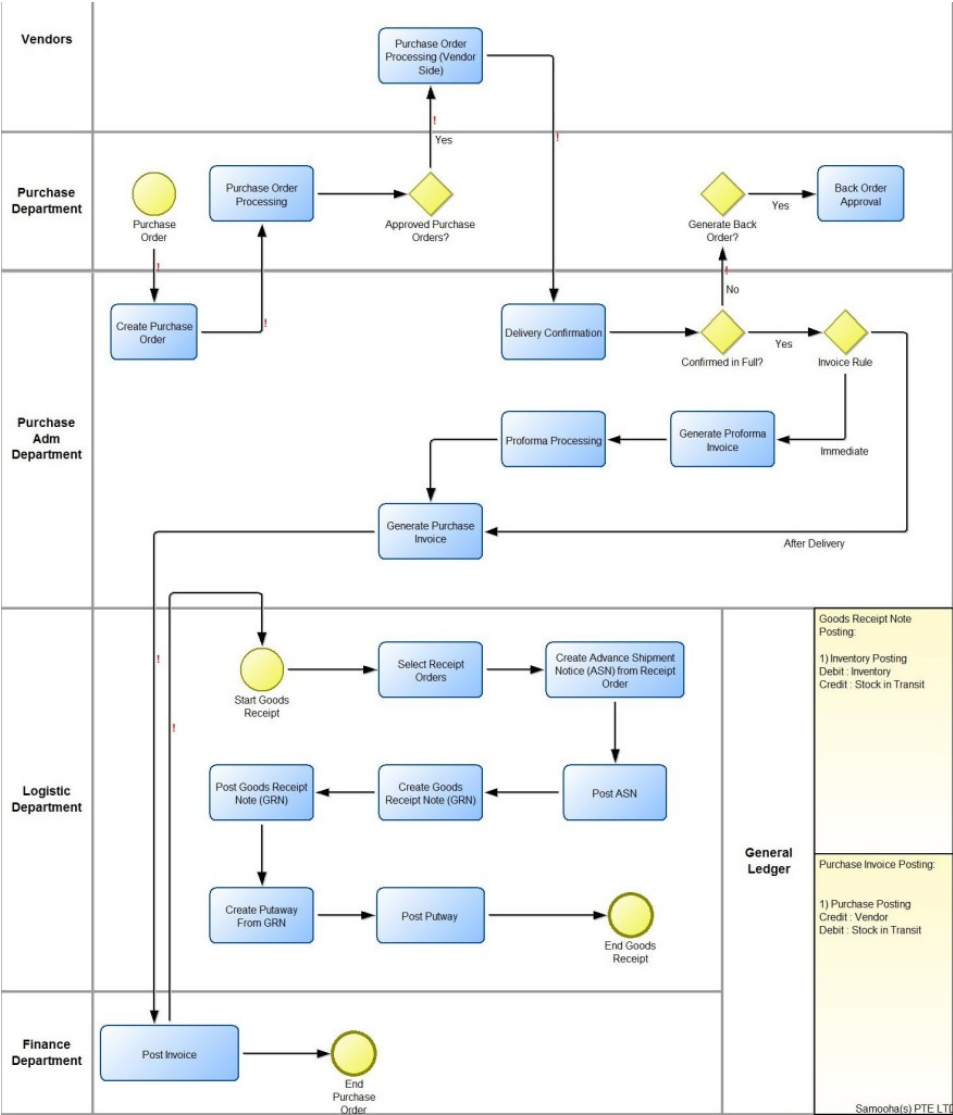 Vendors
Purchase Order
Processing (Vendor
Side)
!
Yes
!
Purchase
Department
Purchase
Order
!
Purchase Order
Processing
Approved Purchase
Orders?
Generate Back
Order?
Yes
Back Order
Approval
!
No
Purchase
Adm
Department
Create Purchase
Order
!
Delivery Confirmation
Confirmed in Full?
Yes
Invoice Rule
Proforma Processing
Generate Proforma
Invoice
Immediate
Generate Purchase
Invoice
After Delivery
Logistic
Department
!
!
Start Goods
Receipt
Select Receipt
Orders
Create Advance Shipment
Notice (ASN) from Receipt
Order
Post Goods Receipt
Note (GRN)
Create Goods
Receipt Note (GRN)
Post ASN
Create Putaway
From GRN
Post Putway
End Goods
Receipt
General
Ledger
Goods Receipt Note
Posting:
1) Inventory Posting
Debit : Inventory
Credit : Stock in Transit
Purchase Invoice Posting:
1) Purchase Posting
Credit : Vendor
Debit : Stock in Transit
Finance
Department
Post Invoice
End
Purchase
Order
Samooha(s) PTE LTD